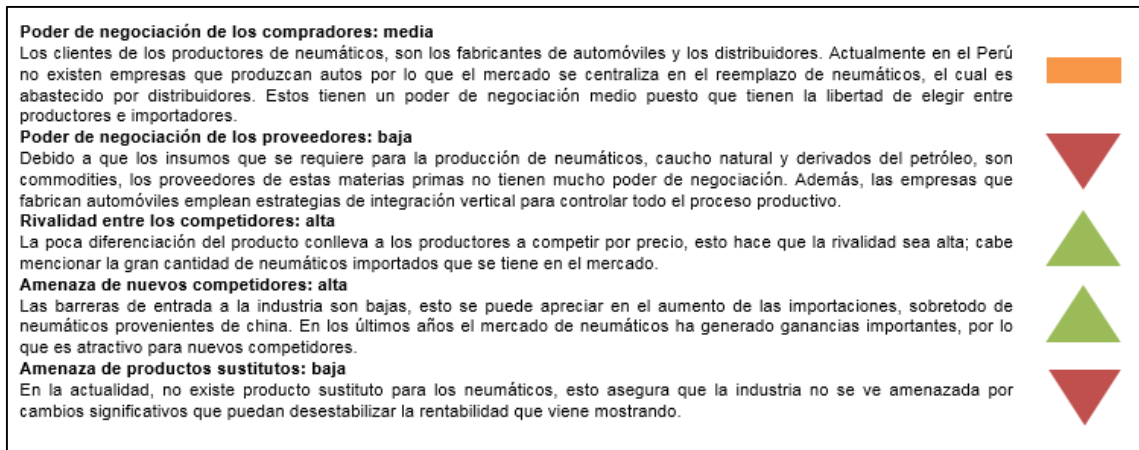 Poder de negociación de los compradores: media
Los clientes de los productores de neumáticos, son los fabricantes de automóviles y los distribuidores. Actualmente en el Perú
no existen empresas que produzcan autos por lo que el mercado se centraliza en el reemplazo de neumáticos, el cual es
abastecido por distribuidores. Estos tienen un poder de negociación medio puesto que tienen la libertad de elegir entre
productores e importadores.
Poder de negociación de los proveedores: baja
Debido a que los insumos que se requiere para la producción de neumáticos, caucho natural y derivados del petróleo, son
commodities, los proveedores de estas materias primas no tienen mucho poder de negociación. Además, las empresas que
fabrican automóviles emplean estrategias de integración vertical para controlar todo el proceso productivo.
Rivalidad entre los competidores: alta
La poca diferenciación del producto conlleva a los productores a competir por precio, esto hace que la rivalidad sea alta; cabe
mencionar la gran cantidad de neumáticos importados que se tiene en el mercado.
Amenaza de nuevos competidores: alta
Las barreras de entrada a la industria son bajas, esto se puede apreciar en el aumento de las importaciones, sobretodo de
neumáticos provenientes de china. En los últimos años el mercado de neumáticos ha generado ganancias importantes, por lo
que es atractivo para nuevos competidores.
Amenaza de productos sustitutos: baja
En la actualidad, no existe producto sustituto para los neumáticos, esto asegura que la industria no se ve amenazada por
cambios significativos que puedan desestabilizar la rentabilidad que viene mostrando.